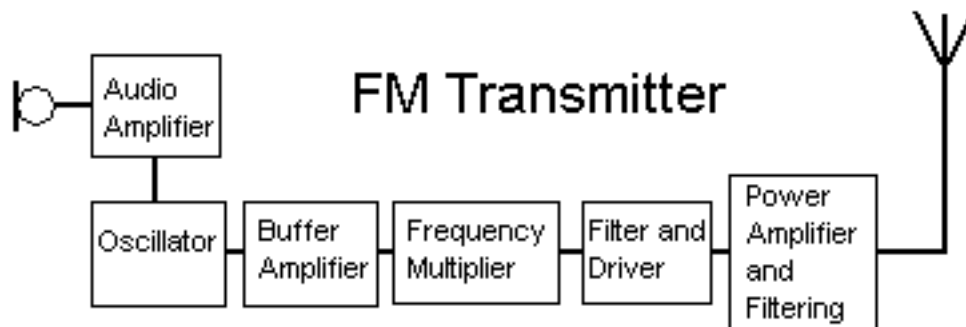 FM Transmitter
Audio
Amplifier
Oscillator
Buffer
Amplifier
Frequency
Multiplier
Filter and
Driver
Power
Amplifier
and
Filtering